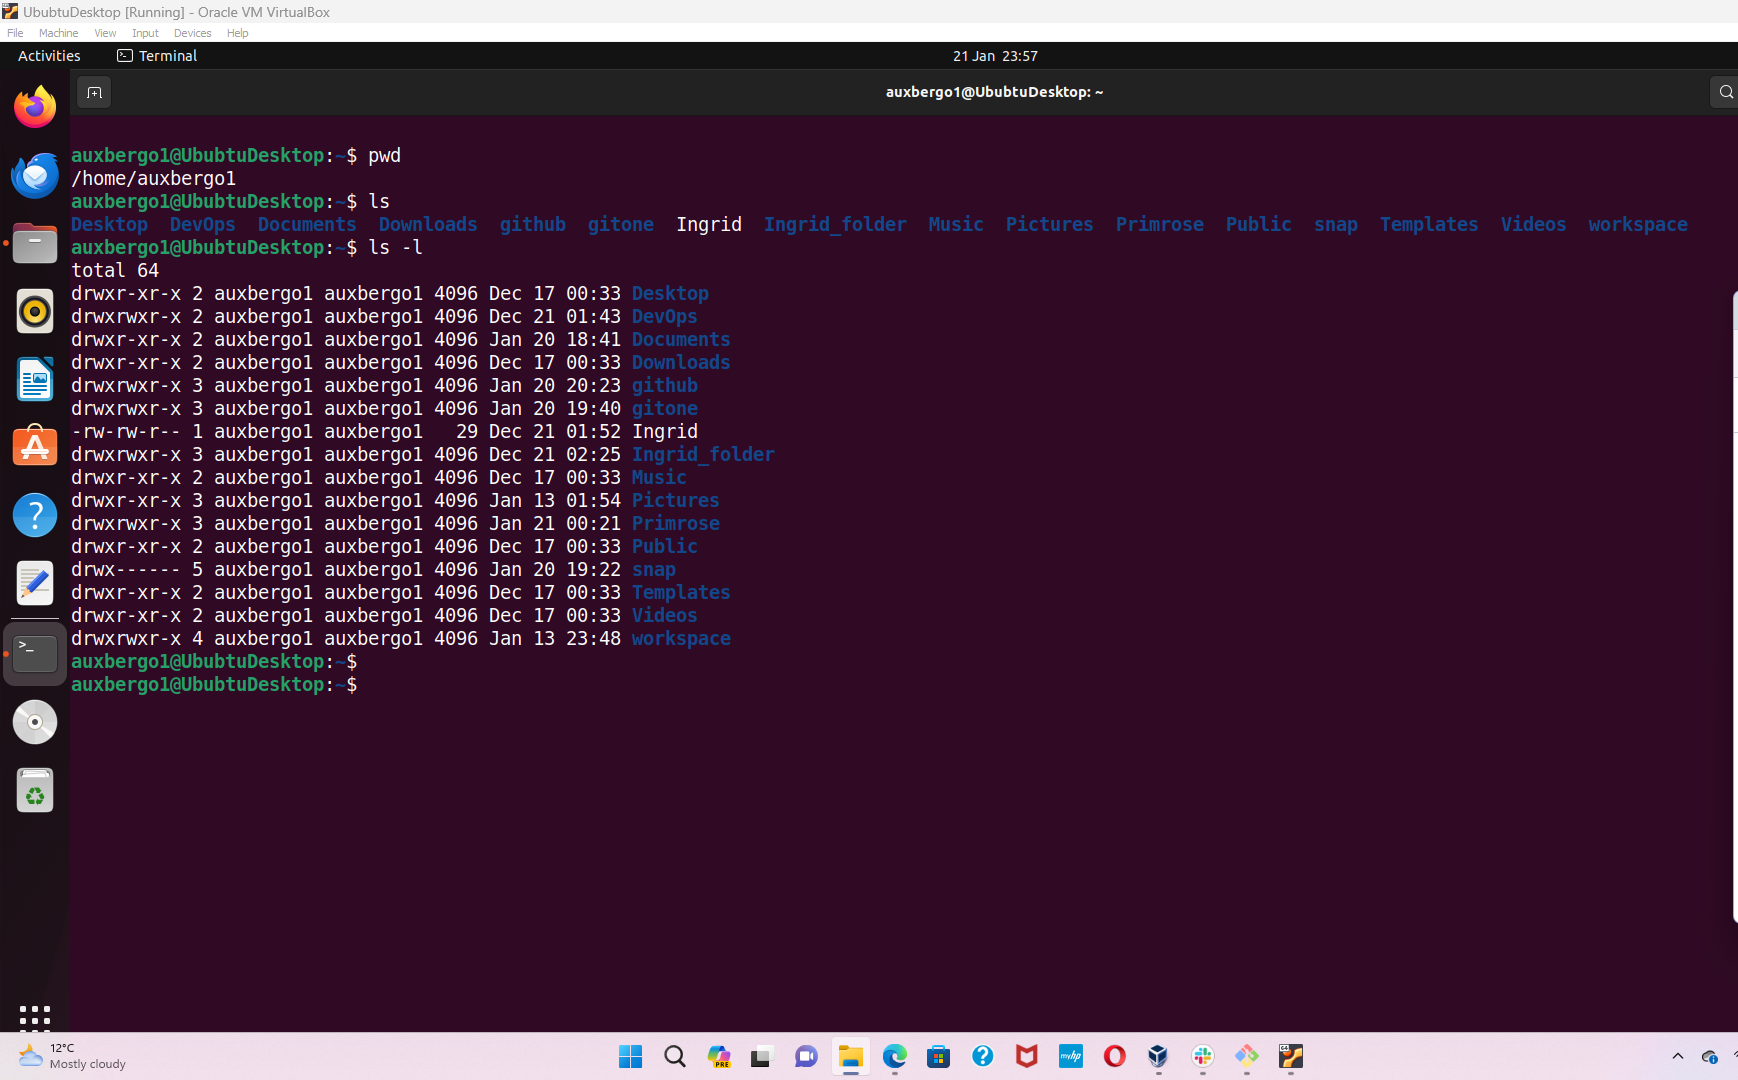 UbubtuDesktop [Running] - Oracle VM VirtualBox
File Machine View Input Devices Help
Activities Terminal 21 Jan 23:57
auxbergo1@UbubtuDesktop: ~
auxbergo1@UbubtuDesktop:~$ pwd
/home/auxbergo1
auxbergo1@UbubtuDesktop:~$ ls
Desktop DevOps Documents Downloads github gitone Ingrid Ingrid_folder Music Pictures Primrose Public snap Templates Videos workspace
auxbergo1@UbubtuDesktop:~$ ls -l
total 64
drwxr-xr-x 2 auxbergo1 auxbergo1 4096 Dec 17 00:33 Desktop
drwxrwxr-x 2 auxbergo1 auxbergo1 4096 Dec 21 01:43 DevOps
drwxr-xr-x 2 auxbergo1 auxbergo1 4096 Jan 20 18:41 Documents
drwxr-xr-x 2 auxbergo1 auxbergo1 4096 Dec 17 00:33 Downloads
drwxrwxr-x 3 auxbergo1 auxbergo1 4096 Jan 20 20:23 github
drwxrwxr-x 3 auxbergo1 auxbergo1 4096 Jan 20 19:40 gitone
-rw-rw-r-- 1 auxbergo1 auxbergo1   29 Dec 21 01:52 Ingrid
drwxrwxr-x 3 auxbergo1 auxbergo1 4096 Dec 21 02:25 Ingrid_folder
drwxr-xr-x 2 auxbergo1 auxbergo1 4096 Dec 17 00:33 Music
drwxr-xr-x 3 auxbergo1 auxbergo1 4096 Jan 13 01:54 Pictures
drwxrwxr-x 3 auxbergo1 auxbergo1 4096 Jan 21 00:21 Primrose
drwxr-xr-x 2 auxbergo1 auxbergo1 4096 Dec 17 00:33 Public
drwx------ 5 auxbergo1 auxbergo1 4096 Jan 20 19:22 snap
drwxr-xr-x 2 auxbergo1 auxbergo1 4096 Dec 17 00:33 Templates
drwxr-xr-x 2 auxbergo1 auxbergo1 4096 Dec 17 00:33 Videos
drwxrwxr-x 4 auxbergo1 auxbergo1 4096 Jan 13 23:48 workspace
auxbergo1@UbubtuDesktop:~$
auxbergo1@UbubtuDesktop:~$
12°C
Mostly cloudy
PRE
myhp
64